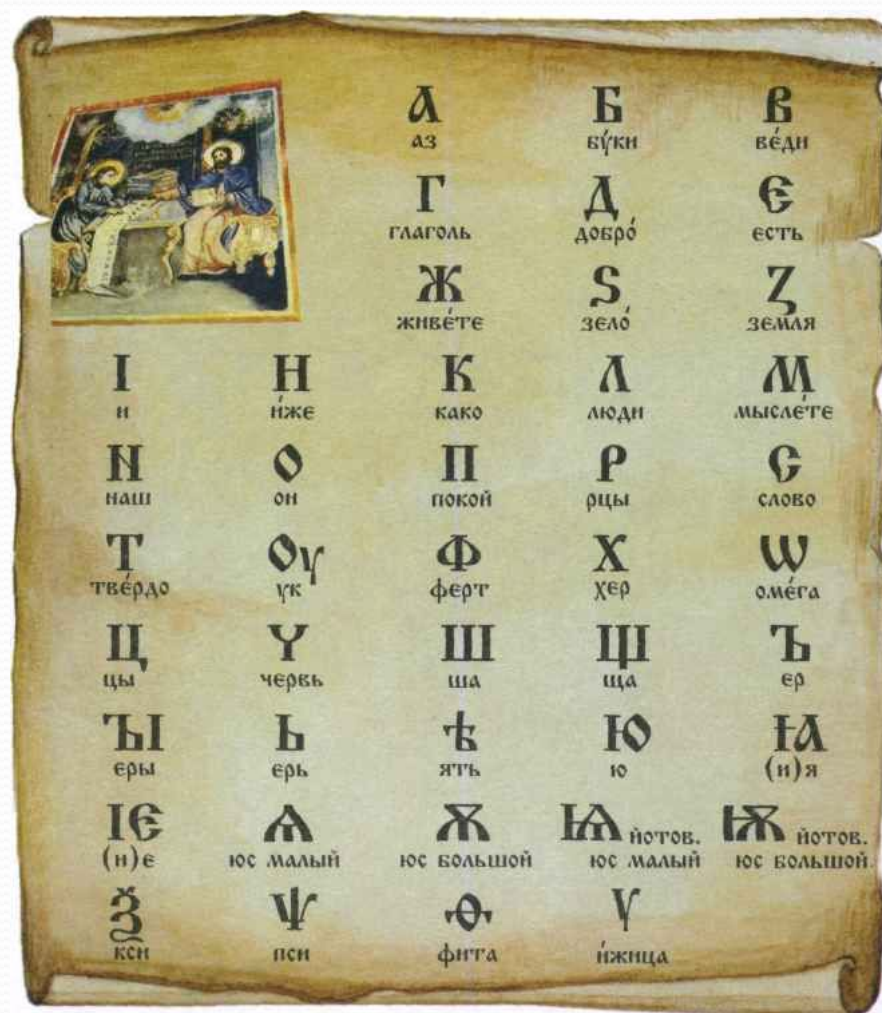 А Б В
аз бу́ки ве́ди
Г Д Є
глаголь добро́ єсть
Ж Ѕ Ꙁ
живе́те зело́ земля
І И К Л М
и и́же како люди мысле́те
N О П Р С
наш он покой рцы слово
Т Оу Ф Х Ѡ
тве́рдо ук ферт хер оме́га
Ц Ч Ш Щ Ъ
цы червь ша ща ер
ЪІ Ь Ѣ Ю Ꙗ
еры ерь ять ю (и)я
Ѥ Ѧ Ѫ Ѩ йотов. Ѭ йотов.
(и)е юс малый юс большой юс малый юс большой.
Ѯ Ѱ Ѳ Ѵ
кси пси фита и́жица